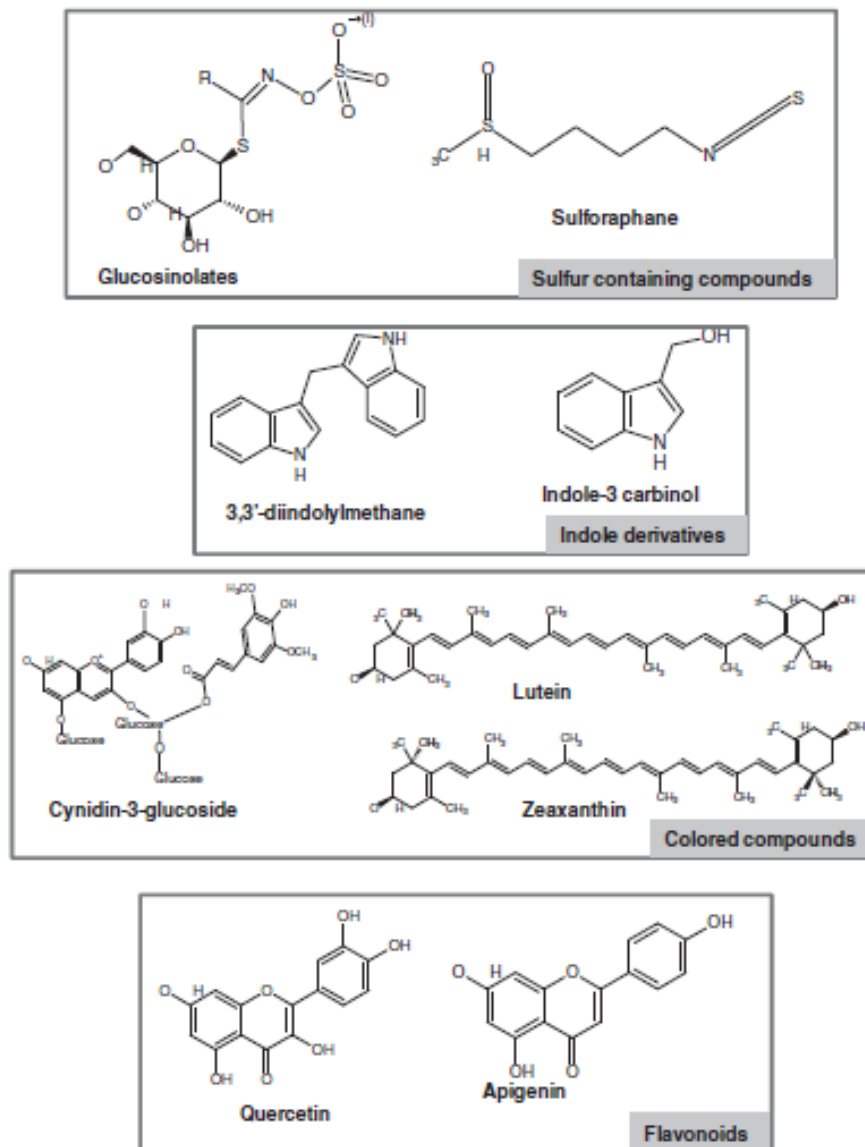 Glucosinolates
Sulforaphane
Sulfur containing compounds
3,3'-diindolylmethane
Indole-3 carbinol
Indole derivatives
Cynidin-3-glucoside
Lutein
Zeaxanthin
Colored compounds
Quercetin
Apigenin
Flavonoids